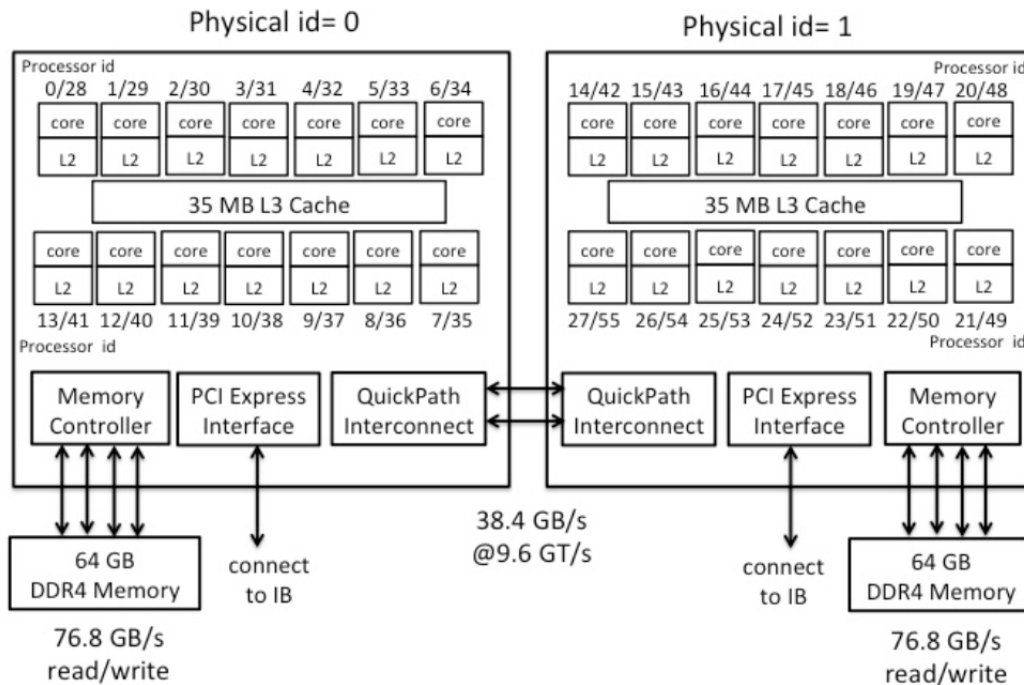 Physical id= 0
Physical id= 1
Processor id
0/28 1/29 2/30 3/31 4/32 5/33 6/34
core core core core core core core
L2 L2 L2 L2 L2 L2 L2
35 MB L3 Cache
core core core core core core core
L2 L2 L2 L2 L2 L2 L2
13/41 12/40 11/39 10/38 9/37 8/36 7/35
Processor id
Processor id
14/42 15/43 16/44 17/45 18/46 19/47 20/48
core core core core core core core
L2 L2 L2 L2 L2 L2 L2
35 MB L3 Cache
core core core core core core core
L2 L2 L2 L2 L2 L2 L2
27/55 26/54 25/53 24/52 23/51 22/50 21/49
Processor id
Memory
Controller
PCI Express
Interface
QuickPath
Interconnect
QuickPath
Interconnect
PCI Express
Interface
Memory
Controller
38.4 GB/s
@9.6 GT/s
64 GB
DDR4 Memory
connect
to IB
connect
to IB
64 GB
DDR4 Memory
76.8 GB/s
read/write
76.8 GB/s
read/write